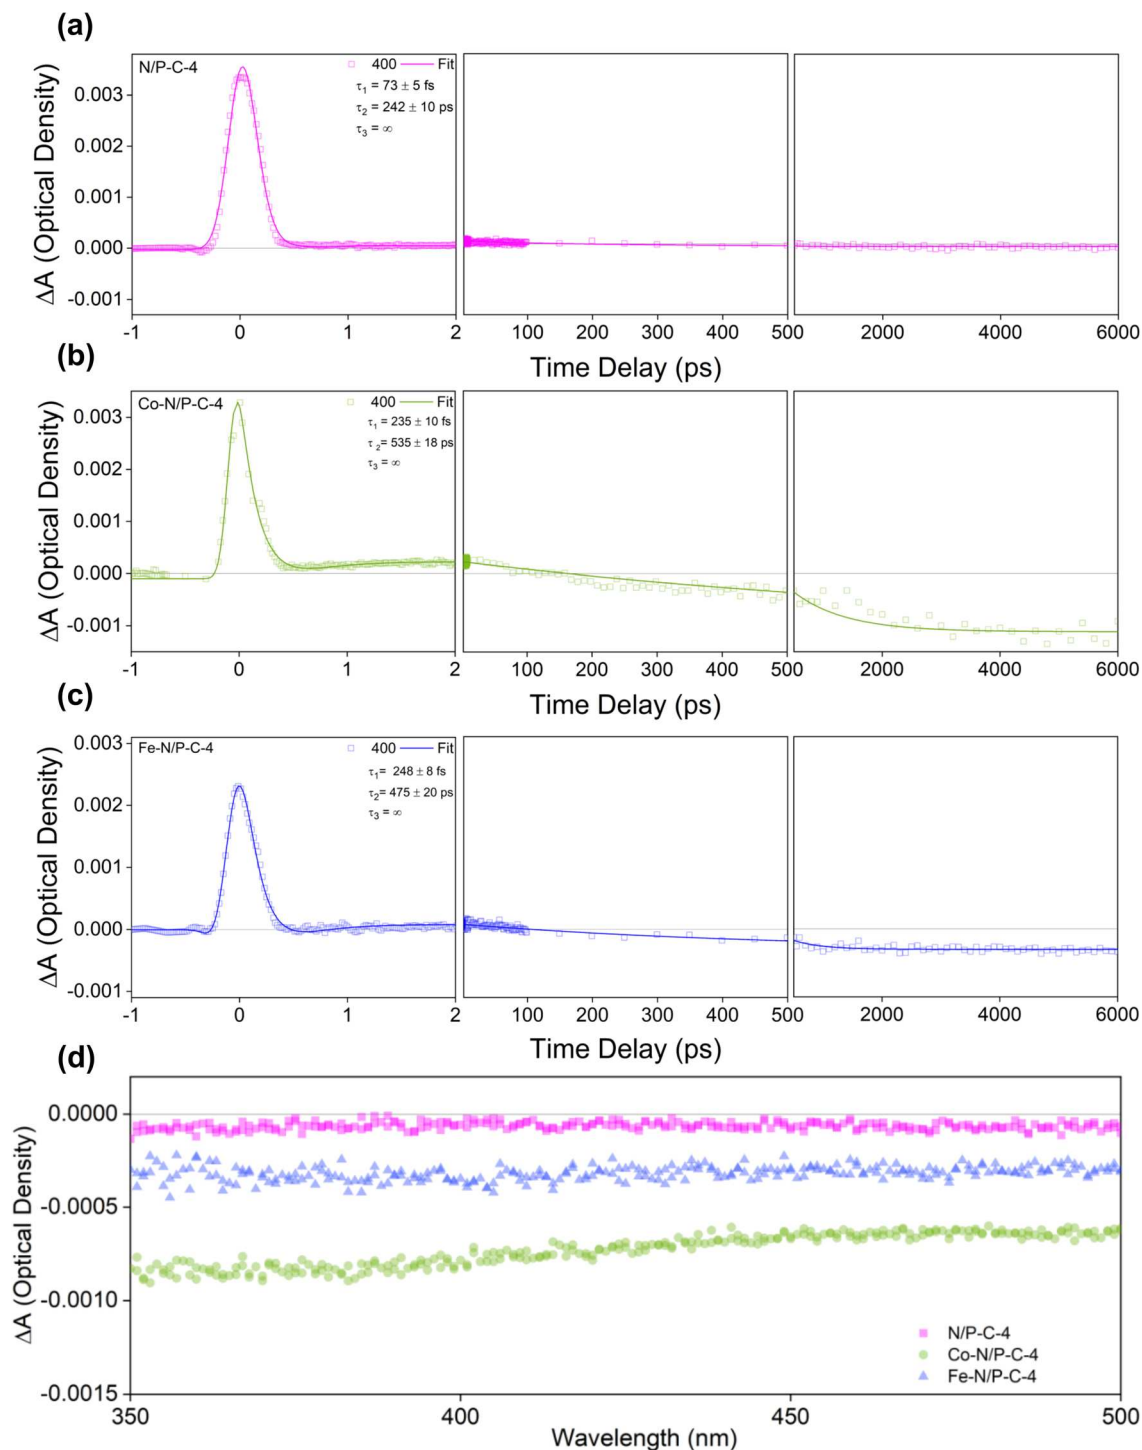 (a)
N/P-C-4
400 Fit
τ1 = 73 ± 5 fs
τ2 = 242 ± 10 ps
τ3 = ∞
0.003
0.002
0.001
0.000
-0.001
ΔA (Optical Density)
-1 0 1 2 100 200 300 400 500 2000 4000 6000
Time Delay (ps)
(b)
Co-N/P-C-4
400 Fit
τ1 = 235 ± 10 fs
τ2= 535 ± 18 ps
τ3 = ∞
0.003
0.002
0.001
0.000
-0.001
ΔA (Optical Density)
-1 0 1 2 100 200 300 400 500 2000 4000 6000
Time Delay (ps)
(c)
Fe-N/P-C-4
400 Fit
τ1= 248 ± 8 fs
τ2= 475 ± 20 ps
τ3 = ∞
0.003
0.002
0.001
0.000
-0.001
ΔA (Optical Density)
-1 0 1 2 100 200 300 400 500 2000 4000 6000
Time Delay (ps)
(d)
0.0000
-0.0005
-0.0010
-0.0015
ΔA (Optical Density)
N/P-C-4
Co-N/P-C-4
Fe-N/P-C-4
350 400 450 500
Wavelength (nm)